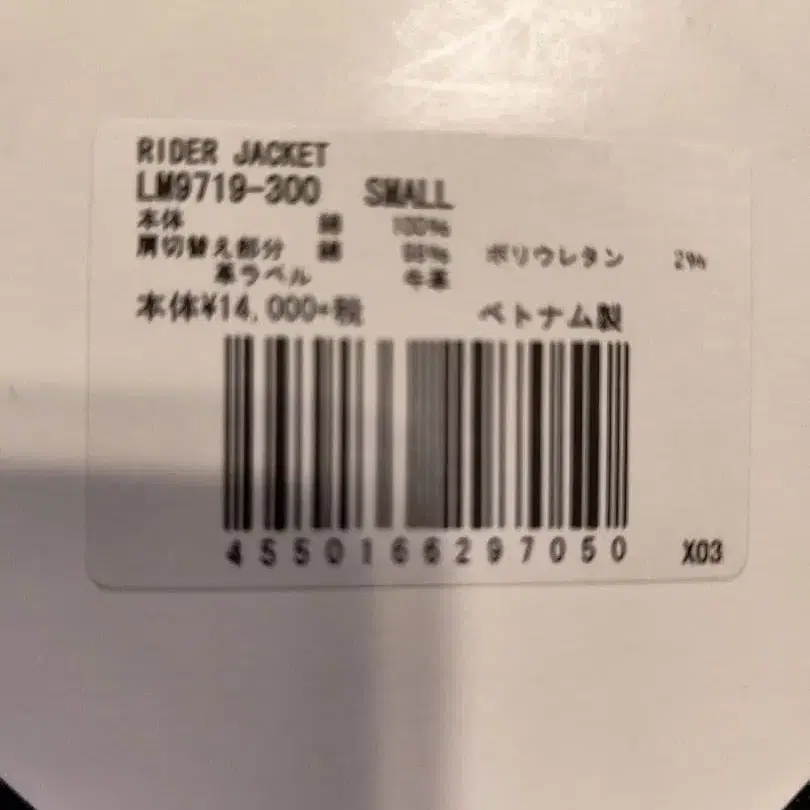 RIDER JACKET
LM9719-300 SMALL
本体 綿 100%
肩切替え部分 綿 98% ポリウレタン 2%
革ラベル 牛革
本体¥14,000+税 ベトナム製
4550166297050 X03